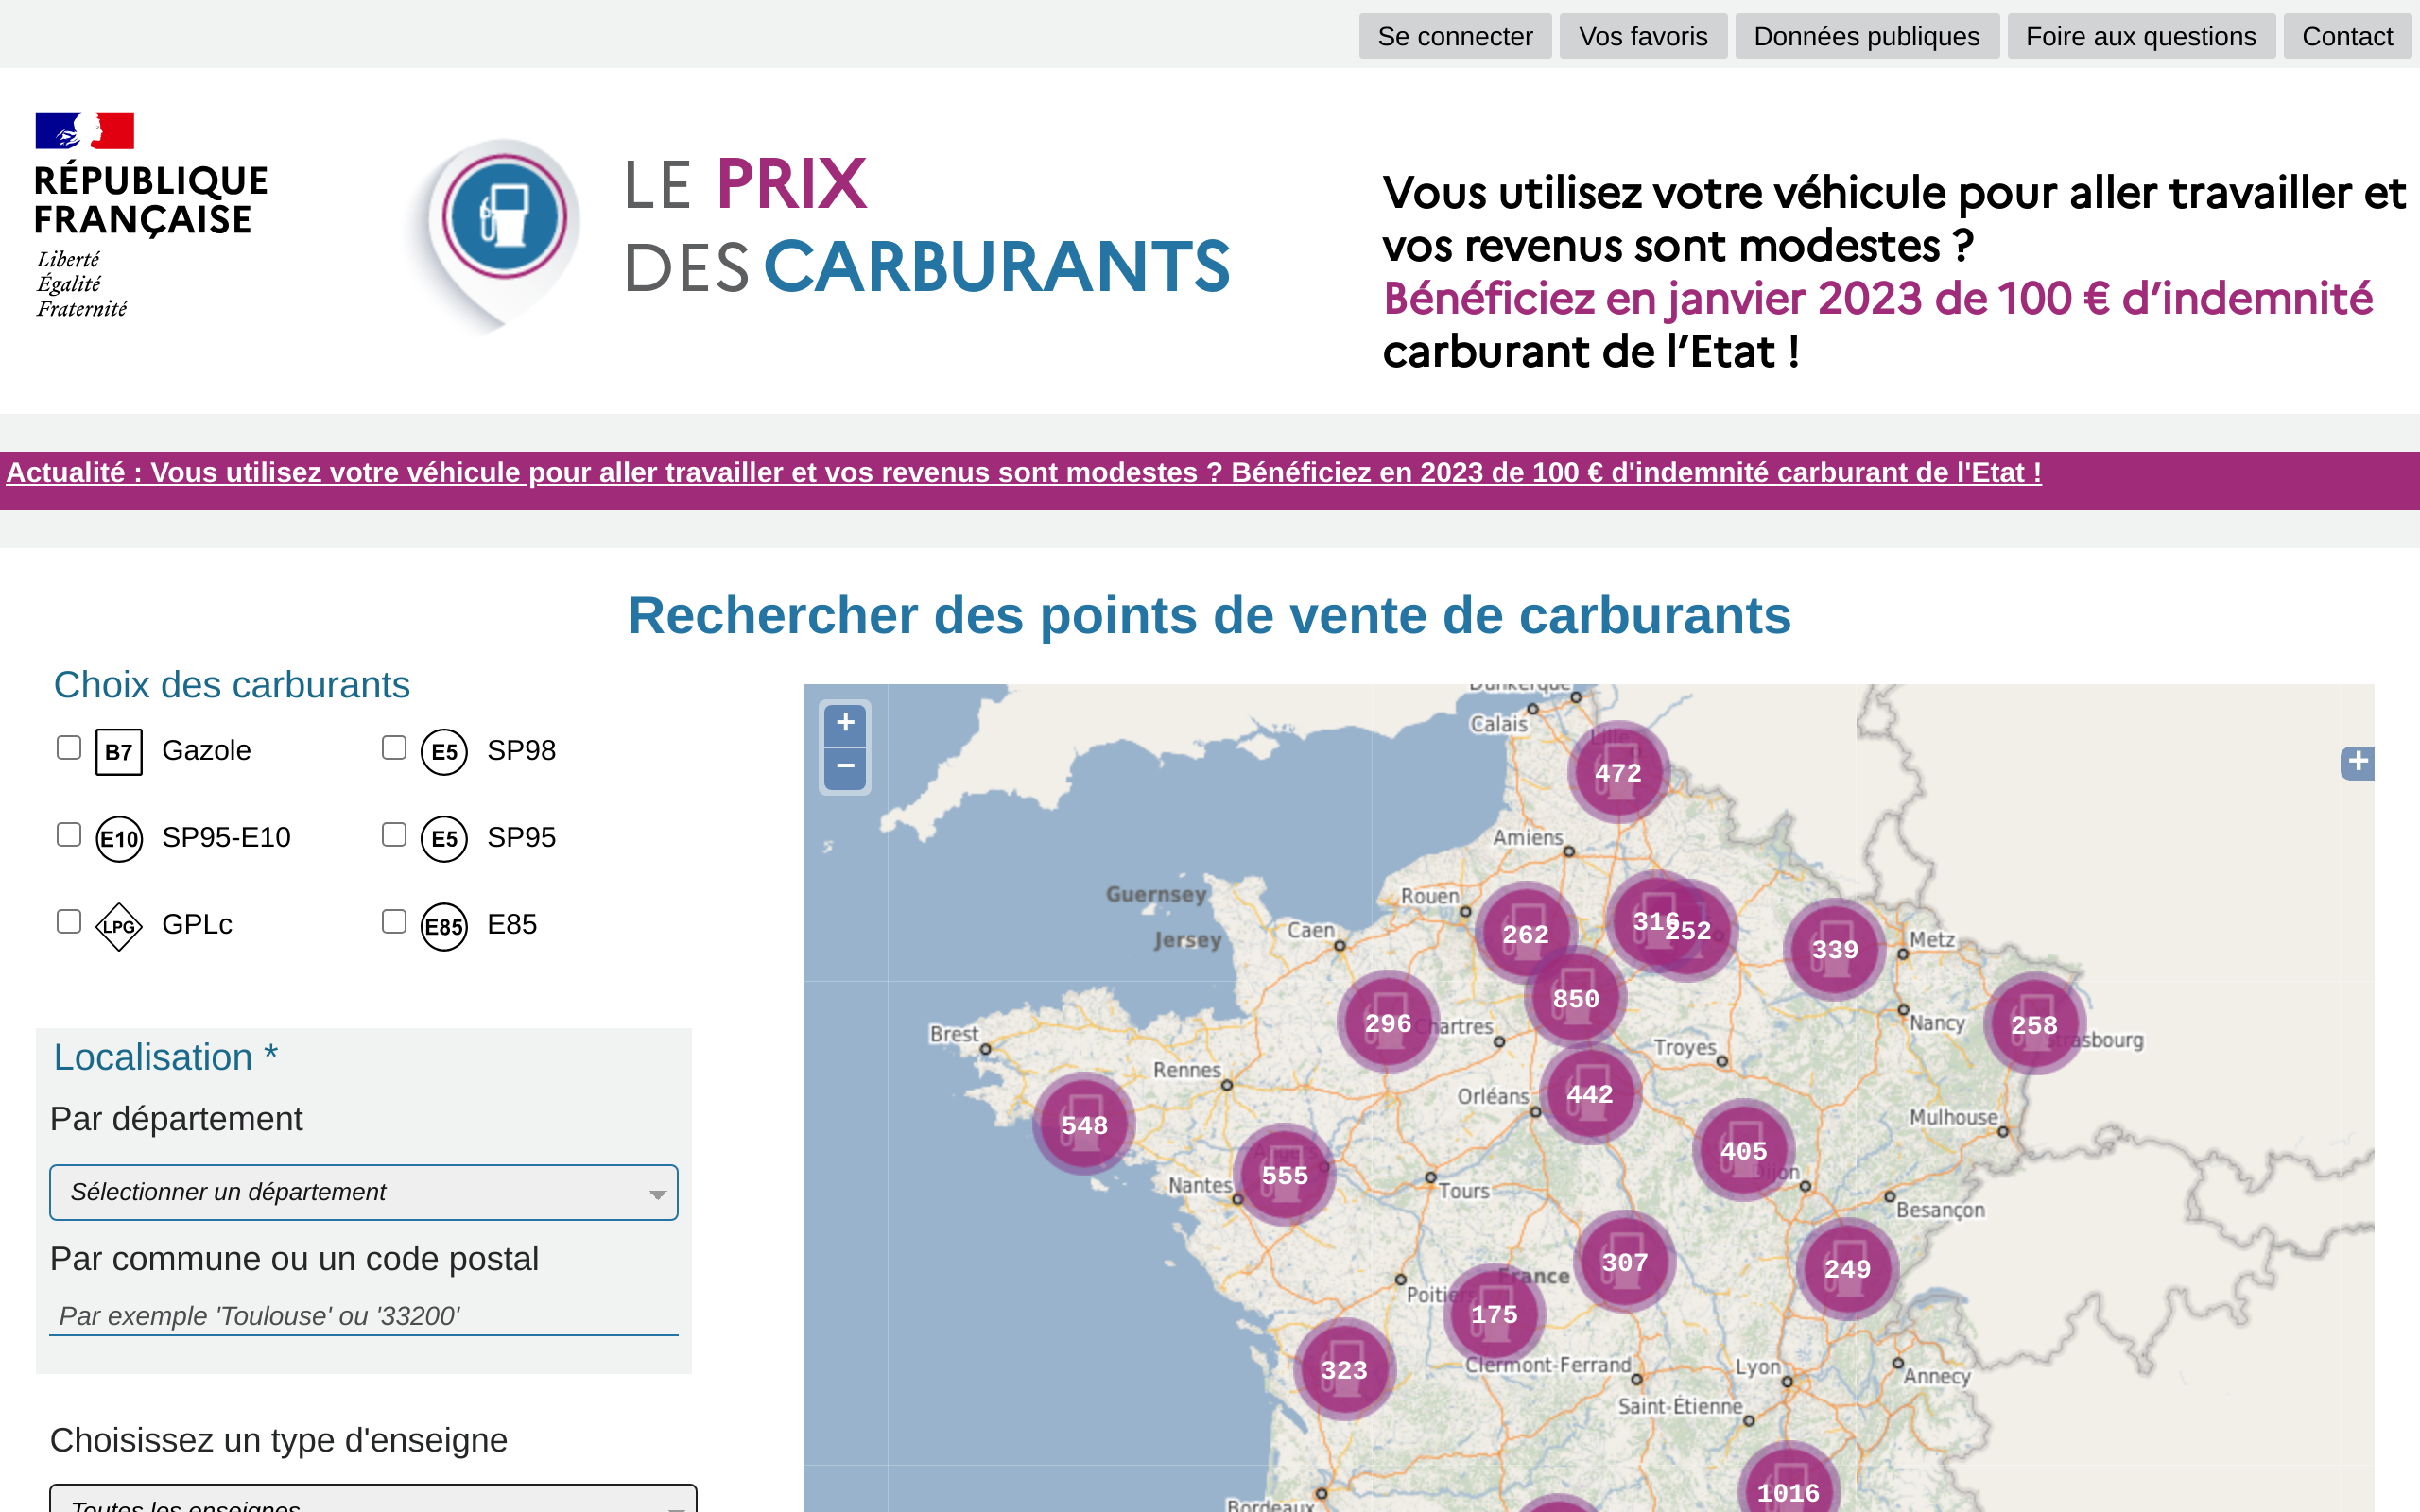 Se connecter Vos favoris Données publiques Foire aux questions Contact
RÉPUBLIQUE
FRANÇAISE
Liberté
Égalité
Fraternité
LE PRIX
DES CARBURANTS
Vous utilisez votre véhicule pour aller travailler et
vos revenus sont modestes ?
Bénéficiez en janvier 2023 de 100 € d’indemnité
carburant de l’Etat !
Actualité : Vous utilisez votre véhicule pour aller travailler et vos revenus sont modestes ? Bénéficiez en 2023 de 100 € d'indemnité carburant de l'Etat !
Rechercher des points de vente de carburants
Choix des carburants
B7 Gazole E5 SP98
E10 SP95-E10 E5 SP95
LPG GPLc E85 E85
Localisation *
Par département
Sélectionner un département
Par commune ou un code postal
Par exemple 'Toulouse' ou '33200'
Choisissez un type d'enseigne
Toutes les enseignes
+
−
+
Dunkerque
Calais
Lille
472
Amiens
Guernsey
Rouen
316
252
262
Jersey
Caen
339
Metz
850
296
Chartres
Nancy
258
Strasbourg
Brest
Troyes
Rennes
Orléans
442
548
Mulhouse
405
Angers
555
Dijon
Nantes
Tours
Besançon
307
249
France
Poitiers
175
323
Clermont-Ferrand
Lyon
Annecy
Saint-Étienne
1016
Bordeaux